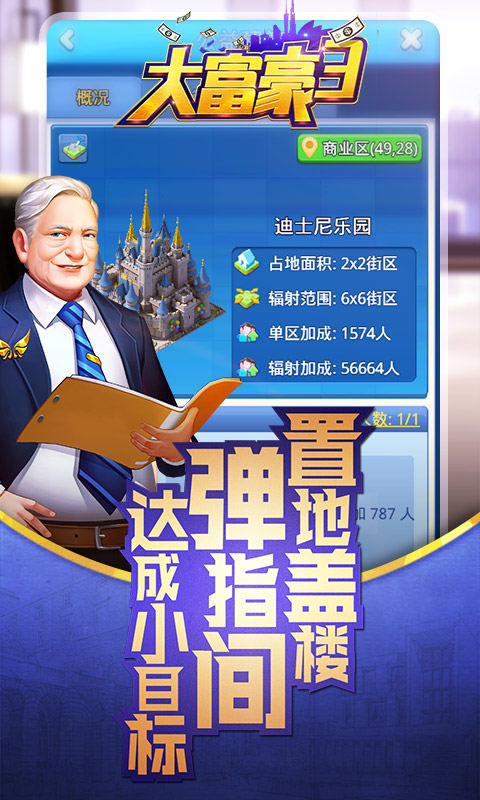 大富豪3
概况
商业区(49,28)
迪士尼乐园
占地面积: 2x2街区
辐射范围: 6x6街区
单区加成: 1574人
辐射加成: 56664人
人数: 1/1
加 787 人
置地盖楼
弹指间
达成小目标